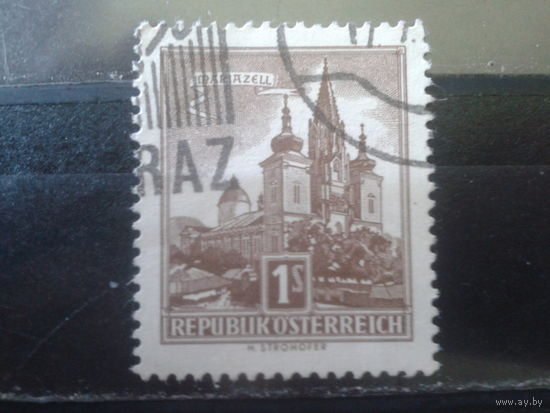 MARIAZELL
RAZ
1S
REPUBLIK ÖSTERREICH
H. STROHOFER
www.ay.by